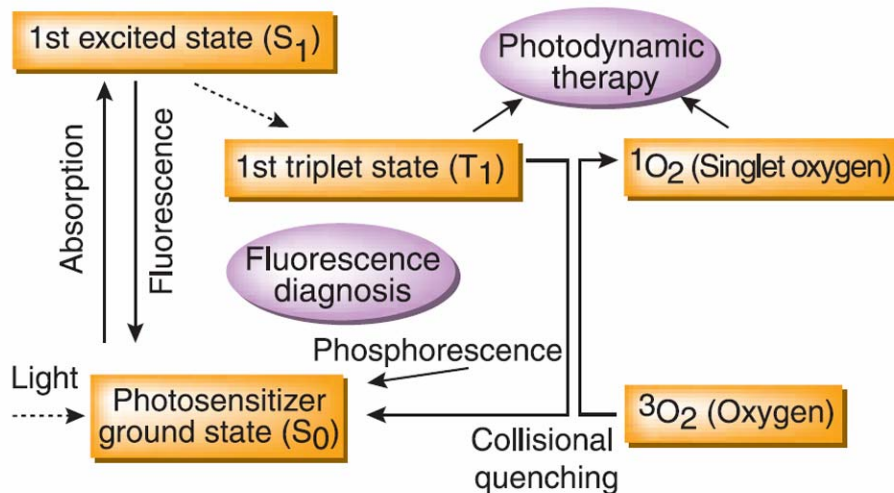 1st excited state (S1)
Photodynamic
therapy
Absorption
Fluorescence
1st triplet state (T1)
1O2 (Singlet oxygen)
Fluorescence
diagnosis
Phosphorescence
Light
Photosensitizer
ground state (S0)
3O2 (Oxygen)
Collisional
quenching